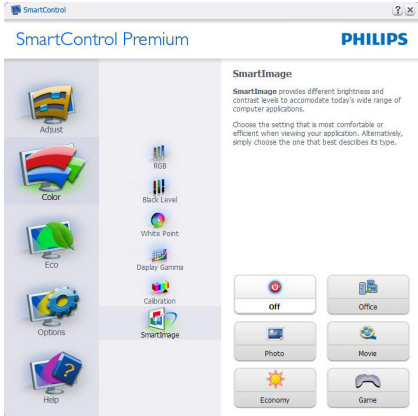 SmartControl
SmartControl Premium
PHILIPS
Adjust
Color
Eco
Options
Help
RGB
Black Level
White Point
Display Gamma
Calibration
SmartImage
SmartImage
SmartImage provides different brightness and
contrast levels to accomodate today's wide range of
computer applications.
Choose the setting that is most comfortable or
efficient when viewing your application. Alternatively,
simply choose the one that best describes its type.
Off
Office
Photo
Movie
Economy
Game